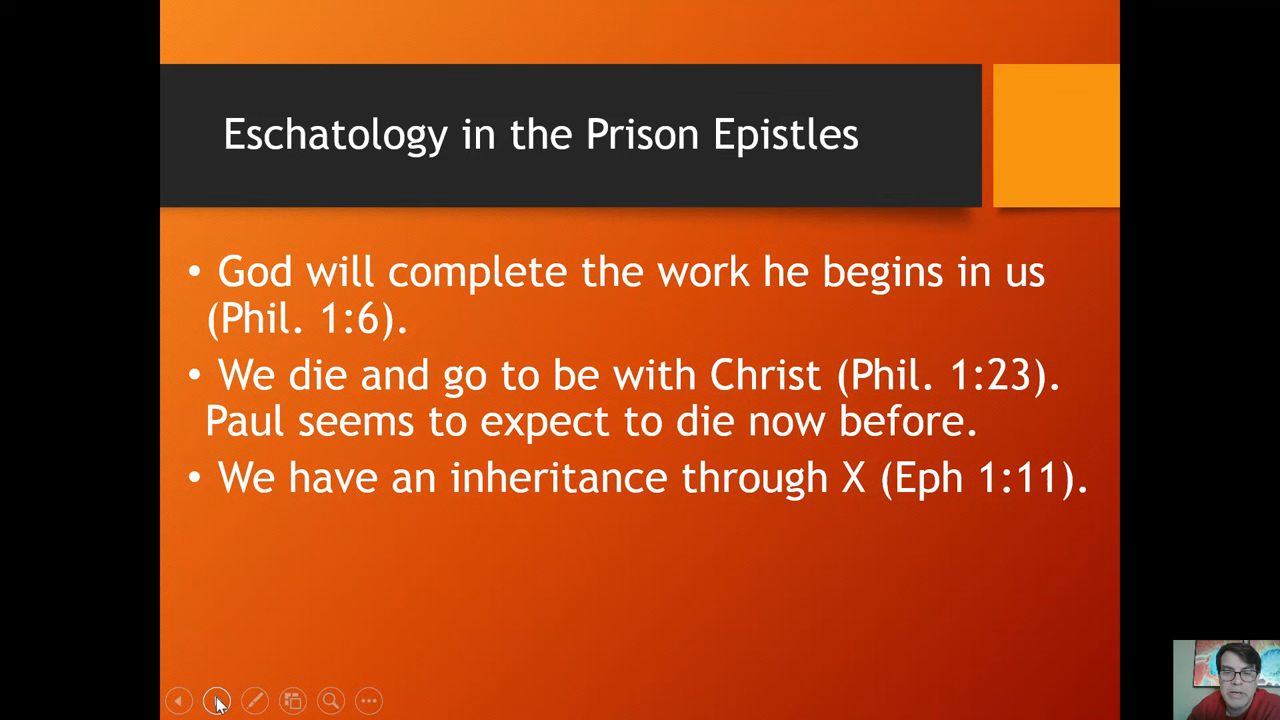 Eschatology in the Prison Epistles
• God will complete the work he begins in us
(Phil. 1:6).
• We die and go to be with Christ (Phil. 1:23).
Paul seems to expect to die now before.
• We have an inheritance through X (Eph 1:11).